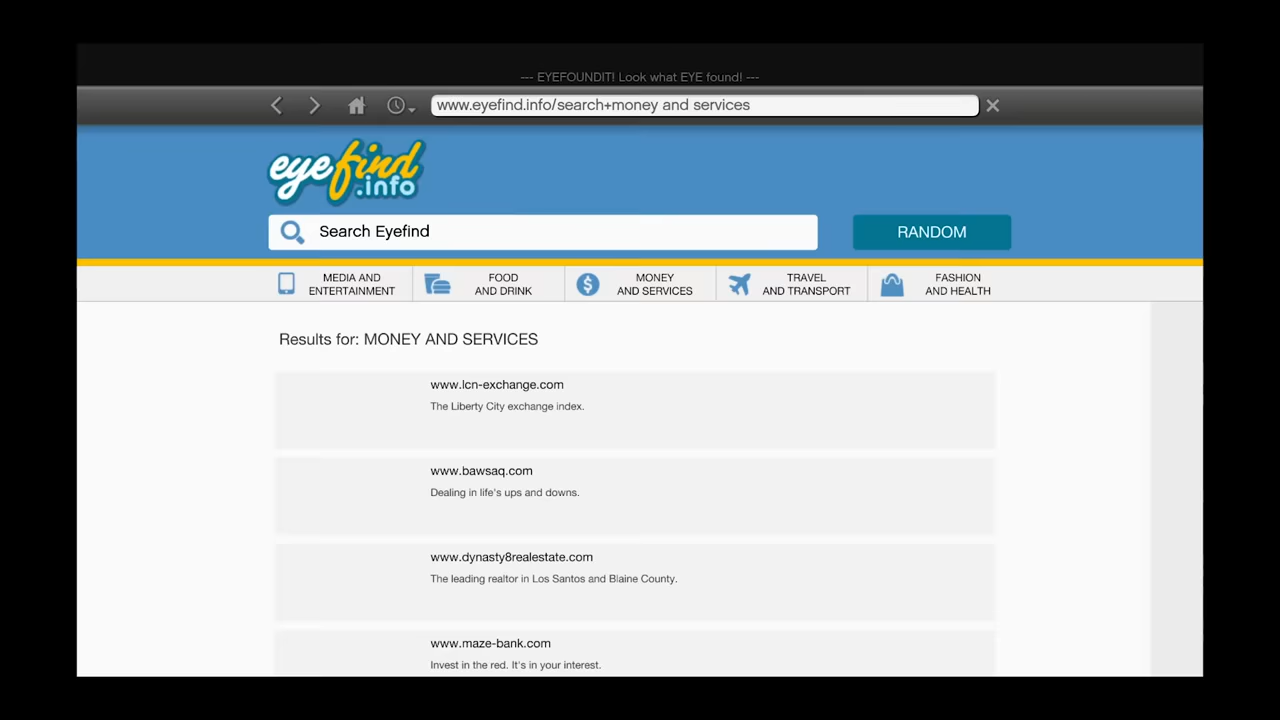 --- EYEFOUNDIT! Look what EYE found! ---
www.eyefind.info/search+money and services
eyefind
.info
Search Eyefind
RANDOM
MEDIA AND
ENTERTAINMENT
FOOD
AND DRINK
MONEY
AND SERVICES
TRAVEL
AND TRANSPORT
FASHION
AND HEALTH
Results for: MONEY AND SERVICES
www.lcn-exchange.com
The Liberty City exchange index.
www.bawsaq.com
Dealing in life's ups and downs.
www.dynasty8realestate.com
The leading realtor in Los Santos and Blaine County.
www.maze-bank.com
Invest in the red. It's in your interest.